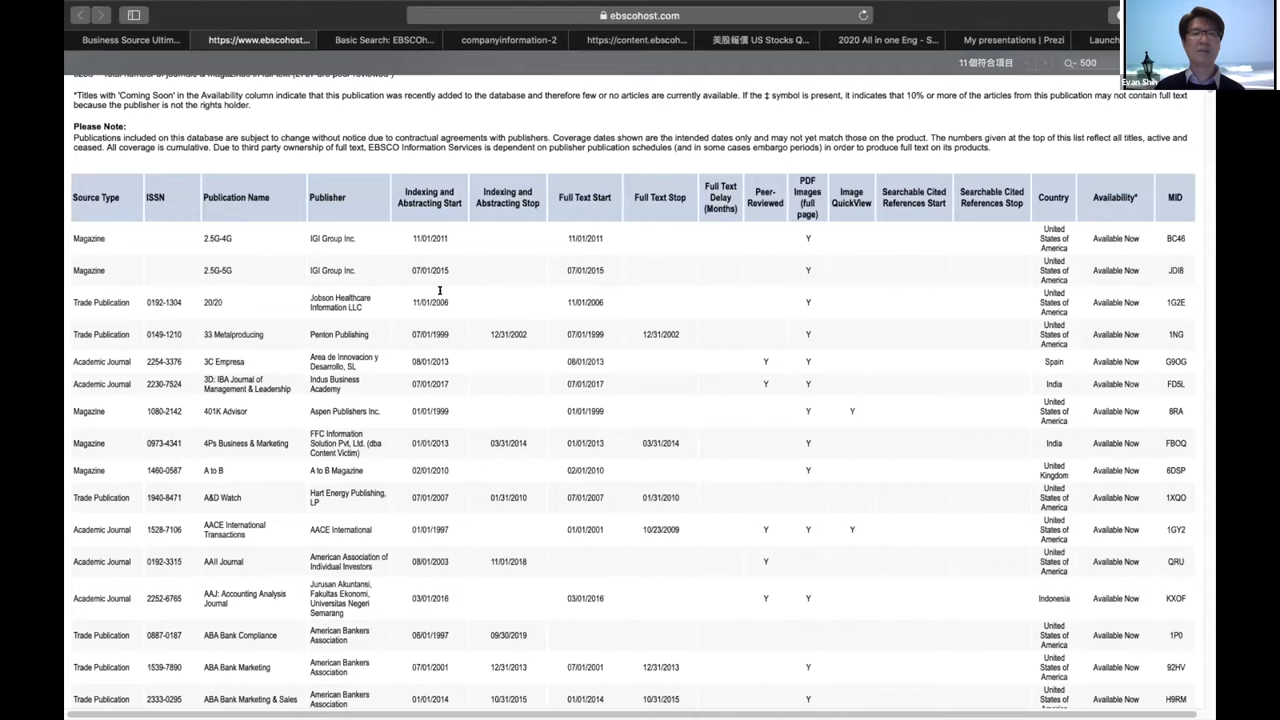 ebscohost.com
Business Source Ultim... https://www.ebscohost... Basic Search: EBSCOh... companyinformation-2 https://content.ebscoh... 美股報價 US Stocks Q... 2020 All in one Eng - S... My presentations | Prezi Launch
11個符合項目 500
Evan Shih
*Titles with 'Coming Soon' in the Availability column indicate that this publication was recently added to the database and therefore few or no articles are currently available. If the ‡ symbol is present, it indicates that 10% or more of the articles from this publication may not contain full text
because the publisher is not the rights holder.
Please Note:
Publications included on this database are subject to change without notice due to contractual agreements with publishers. Coverage dates shown are the intended dates only and may not yet match those on the product. The numbers given at the top of this list reflect all titles, active and
ceased. All coverage is cumulative. Due to third party ownership of full text, EBSCO Information Services is dependent on publisher publication schedules (and in some cases embargo periods) in order to produce full text on its products.
Source Type ISSN Publication Name Publisher Indexing and Abstracting Start Indexing and Abstracting Stop Full Text Start Full Text Stop Full Text Delay (Months) Peer-Reviewed PDF Images (full page) Image QuickView Searchable Cited References Start Searchable Cited References Stop Country Availability* MID
Magazine 2.5G-4G IGI Group Inc. 11/01/2011 11/01/2011 Y United States of America Available Now BC46
Magazine 2.5G-5G IGI Group Inc. 07/01/2015 07/01/2015 Y United States of America Available Now JDI8
Trade Publication 0192-1304 20/20 Jobson Healthcare Information LLC 11/01/2006 11/01/2006 Y United States of America Available Now 1G2E
Trade Publication 0149-1210 33 Metalproducing Penton Publishing 07/01/1999 12/31/2002 07/01/1999 12/31/2002 Y United States of America Available Now 1NG
Academic Journal 2254-3376 3C Empresa Area de Innovacion y Desarrollo, SL 08/01/2013 08/01/2013 Y Y Spain Available Now G9OG
Academic Journal 2230-7524 3D: IBA Journal of Management & Leadership Indus Business Academy 07/01/2017 07/01/2017 Y Y India Available Now FD5L
Magazine 1080-2142 401K Advisor Aspen Publishers Inc. 01/01/1999 01/01/1999 Y Y United States of America Available Now 8RA
Magazine 0973-4341 4Ps Business & Marketing FFC Information Solution Pvt, Ltd. (dba Content Victim) 01/01/2013 03/31/2014 01/01/2013 03/31/2014 Y India Available Now FBOQ
Magazine 1460-0587 A to B A to B Magazine 02/01/2010 02/01/2010 Y United Kingdom Available Now 6DSP
Trade Publication 1940-8471 A&D Watch Hart Energy Publishing, LP 07/01/2007 01/31/2010 07/01/2007 01/31/2010 Y United States of America Available Now 1XQO
Academic Journal 1528-7106 AACE International Transactions AACE International 01/01/1997 01/01/2001 10/23/2009 Y Y Y United States of America Available Now 1GY2
Academic Journal 0192-3315 AAII Journal American Association of Individual Investors 08/01/2003 11/01/2018 Y United States of America Available Now QRU
Academic Journal 2252-6765 AAJ: Accounting Analysis Journal Jurusan Akuntansi, Fakultas Ekonomi, Universitas Negeri Semarang 03/01/2016 03/01/2016 Y Y Indonesia Available Now KXOF
Trade Publication 0887-0187 ABA Bank Compliance American Bankers Association 06/01/1997 09/30/2019 United States of America Available Now 1P0
Trade Publication 1539-7890 ABA Bank Marketing American Bankers Association 07/01/2001 12/31/2013 07/01/2001 12/31/2013 Y United States of America Available Now 92HV
Trade Publication 2333-0295 ABA Bank Marketing & Sales American Bankers Association 01/01/2014 10/31/2015 01/01/2014 10/31/2015 Y United States of Available Now H9RM